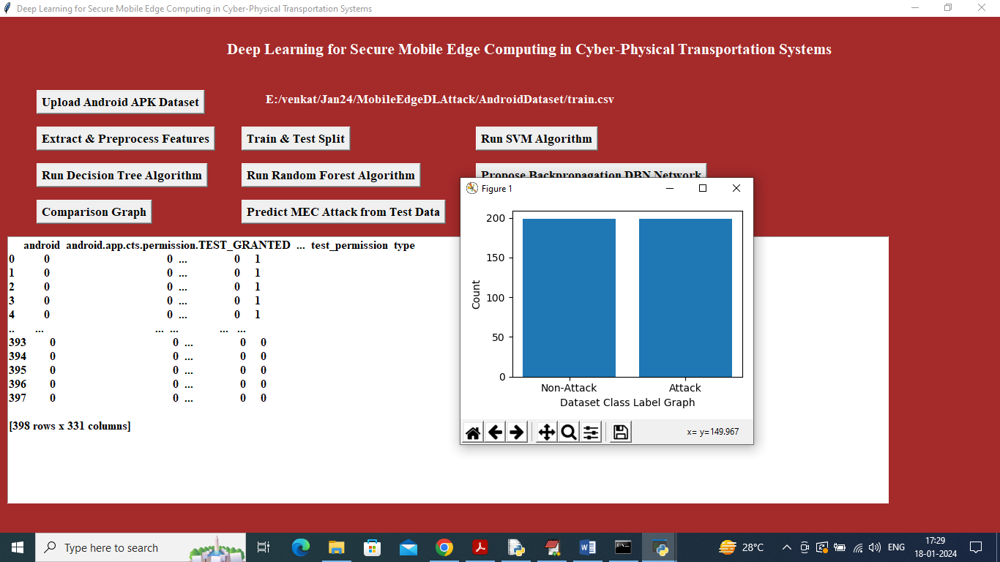 Deep Learning for Secure Mobile Edge Computing in Cyber-Physical Transportation Systems
Deep Learning for Secure Mobile Edge Computing in Cyber-Physical Transportation Systems
Upload Android APK Dataset
E:/venkat/Jan24/MobileEdgeDLAttack/AndroidDataset/train.csv
Extract & Preprocess Features
Train & Test Split
Run SVM Algorithm
Run Decision Tree Algorithm
Run Random Forest Algorithm
Propose Backpropagation DBN Network
Comparison Graph
Predict MEC Attack from Test Data
android android.app.cts.permission.TEST_GRANTED ... test_permission type
0 0 0 ... 0 1
1 0 0 ... 0 1
2 0 0 ... 0 1
3 0 0 ... 0 1
4 0 0 ... 0 1
.. ... ... ... ... ...
393 0 0 ... 0 0
394 0 0 ... 0 0
395 0 0 ... 0 0
396 0 0 ... 0 0
397 0 0 ... 0 0
[398 rows x 331 columns]
Figure 1
200
150
100
50
0
Count
Non-Attack Attack
Dataset Class Label Graph
x= y=149.967
Type here to search
28°C
ENG
17:29
18-01-2024